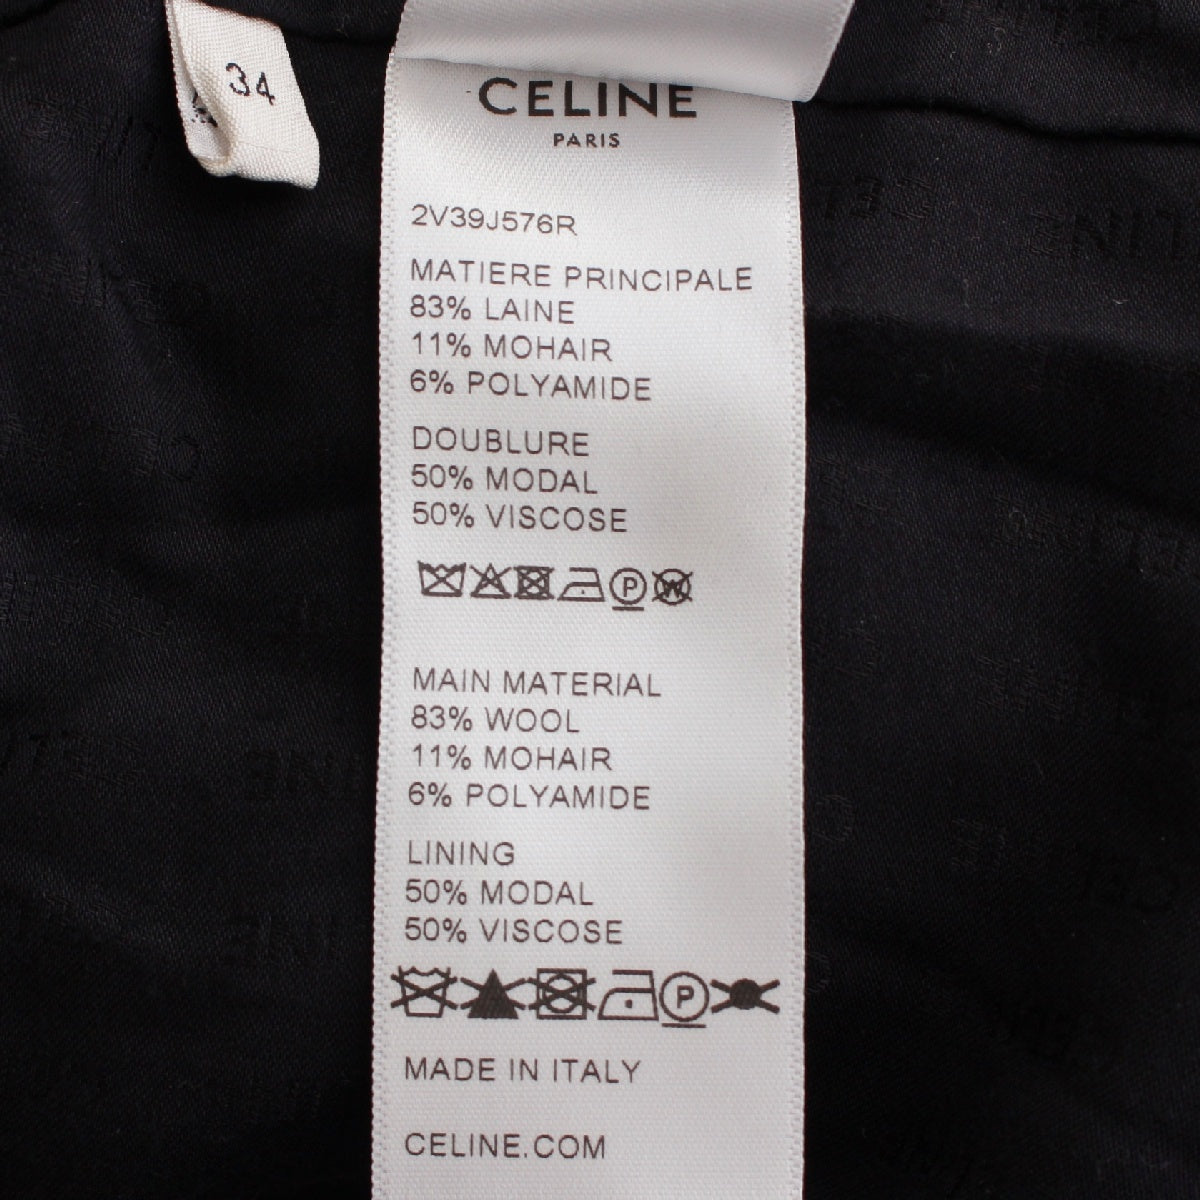 34
CELINE
PARIS
2V39J576R
MATIERE PRINCIPALE
83% LAINE
11% MOHAIR
6% POLYAMIDE
DOUBLURE
50% MODAL
50% VISCOSE
P W
MAIN MATERIAL
83% WOOL
11% MOHAIR
6% POLYAMIDE
LINING
50% MODAL
50% VISCOSE
P
MADE IN ITALY
CELINE.COM